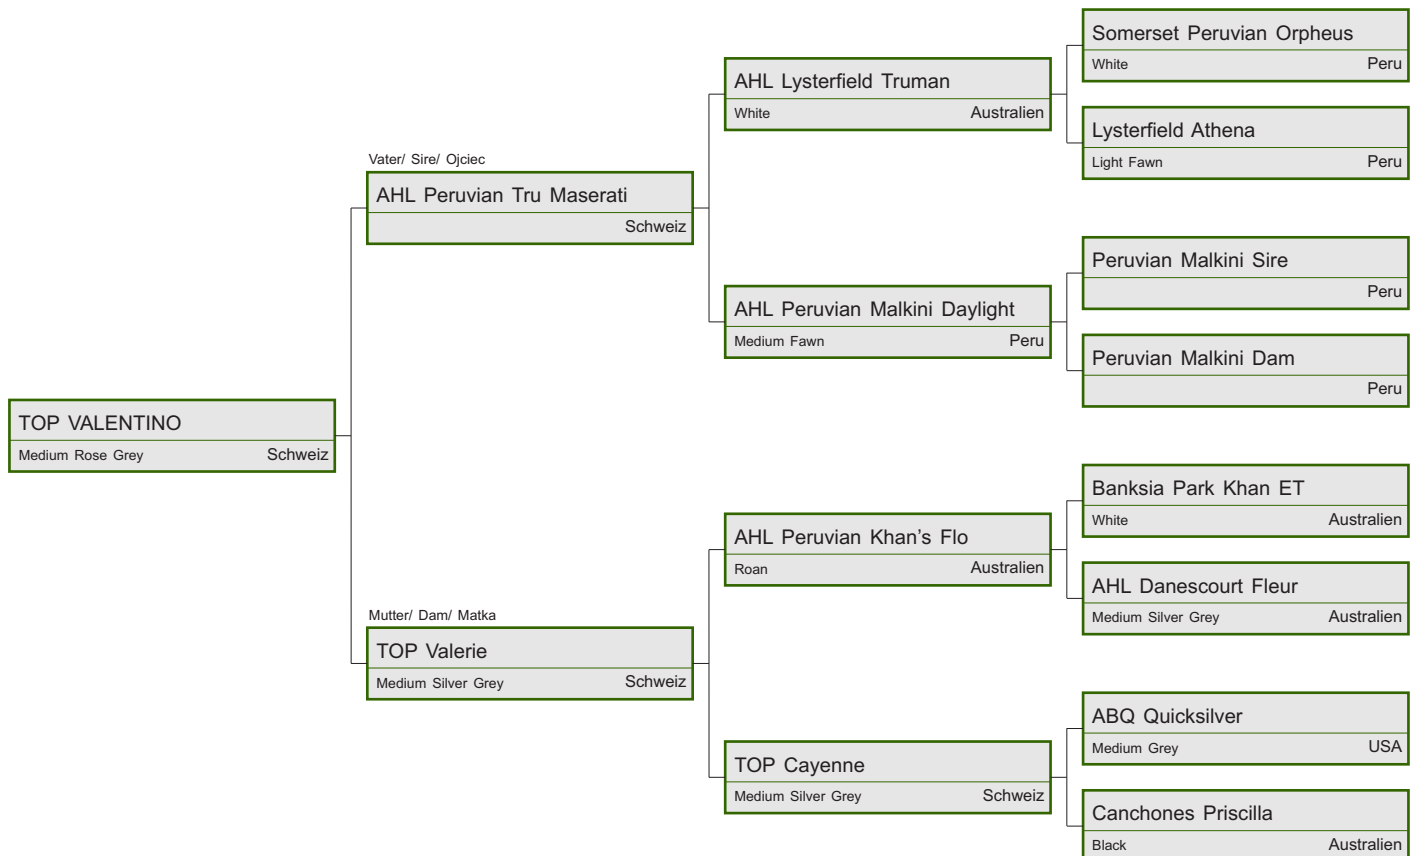 Somerset Peruvian Orpheus
White Peru
AHL Lysterfield Truman
White Australien
Lysterfield Athena
Light Fawn Peru
Vater/ Sire/ Ojciec
AHL Peruvian Tru Maserati
Schweiz
Peruvian Malkini Sire
Peru
AHL Peruvian Malkini Daylight
Medium Fawn Peru
Peruvian Malkini Dam
Peru
TOP VALENTINO
Medium Rose Grey Schweiz
Banksia Park Khan ET
White Australien
AHL Peruvian Khan's Flo
Roan Australien
AHL Danescourt Fleur
Medium Silver Grey Australien
Mutter/ Dam/ Matka
TOP Valerie
Medium Silver Grey Schweiz
ABQ Quicksilver
Medium Grey USA
TOP Cayenne
Medium Silver Grey Schweiz
Canchones Priscilla
Black Australien